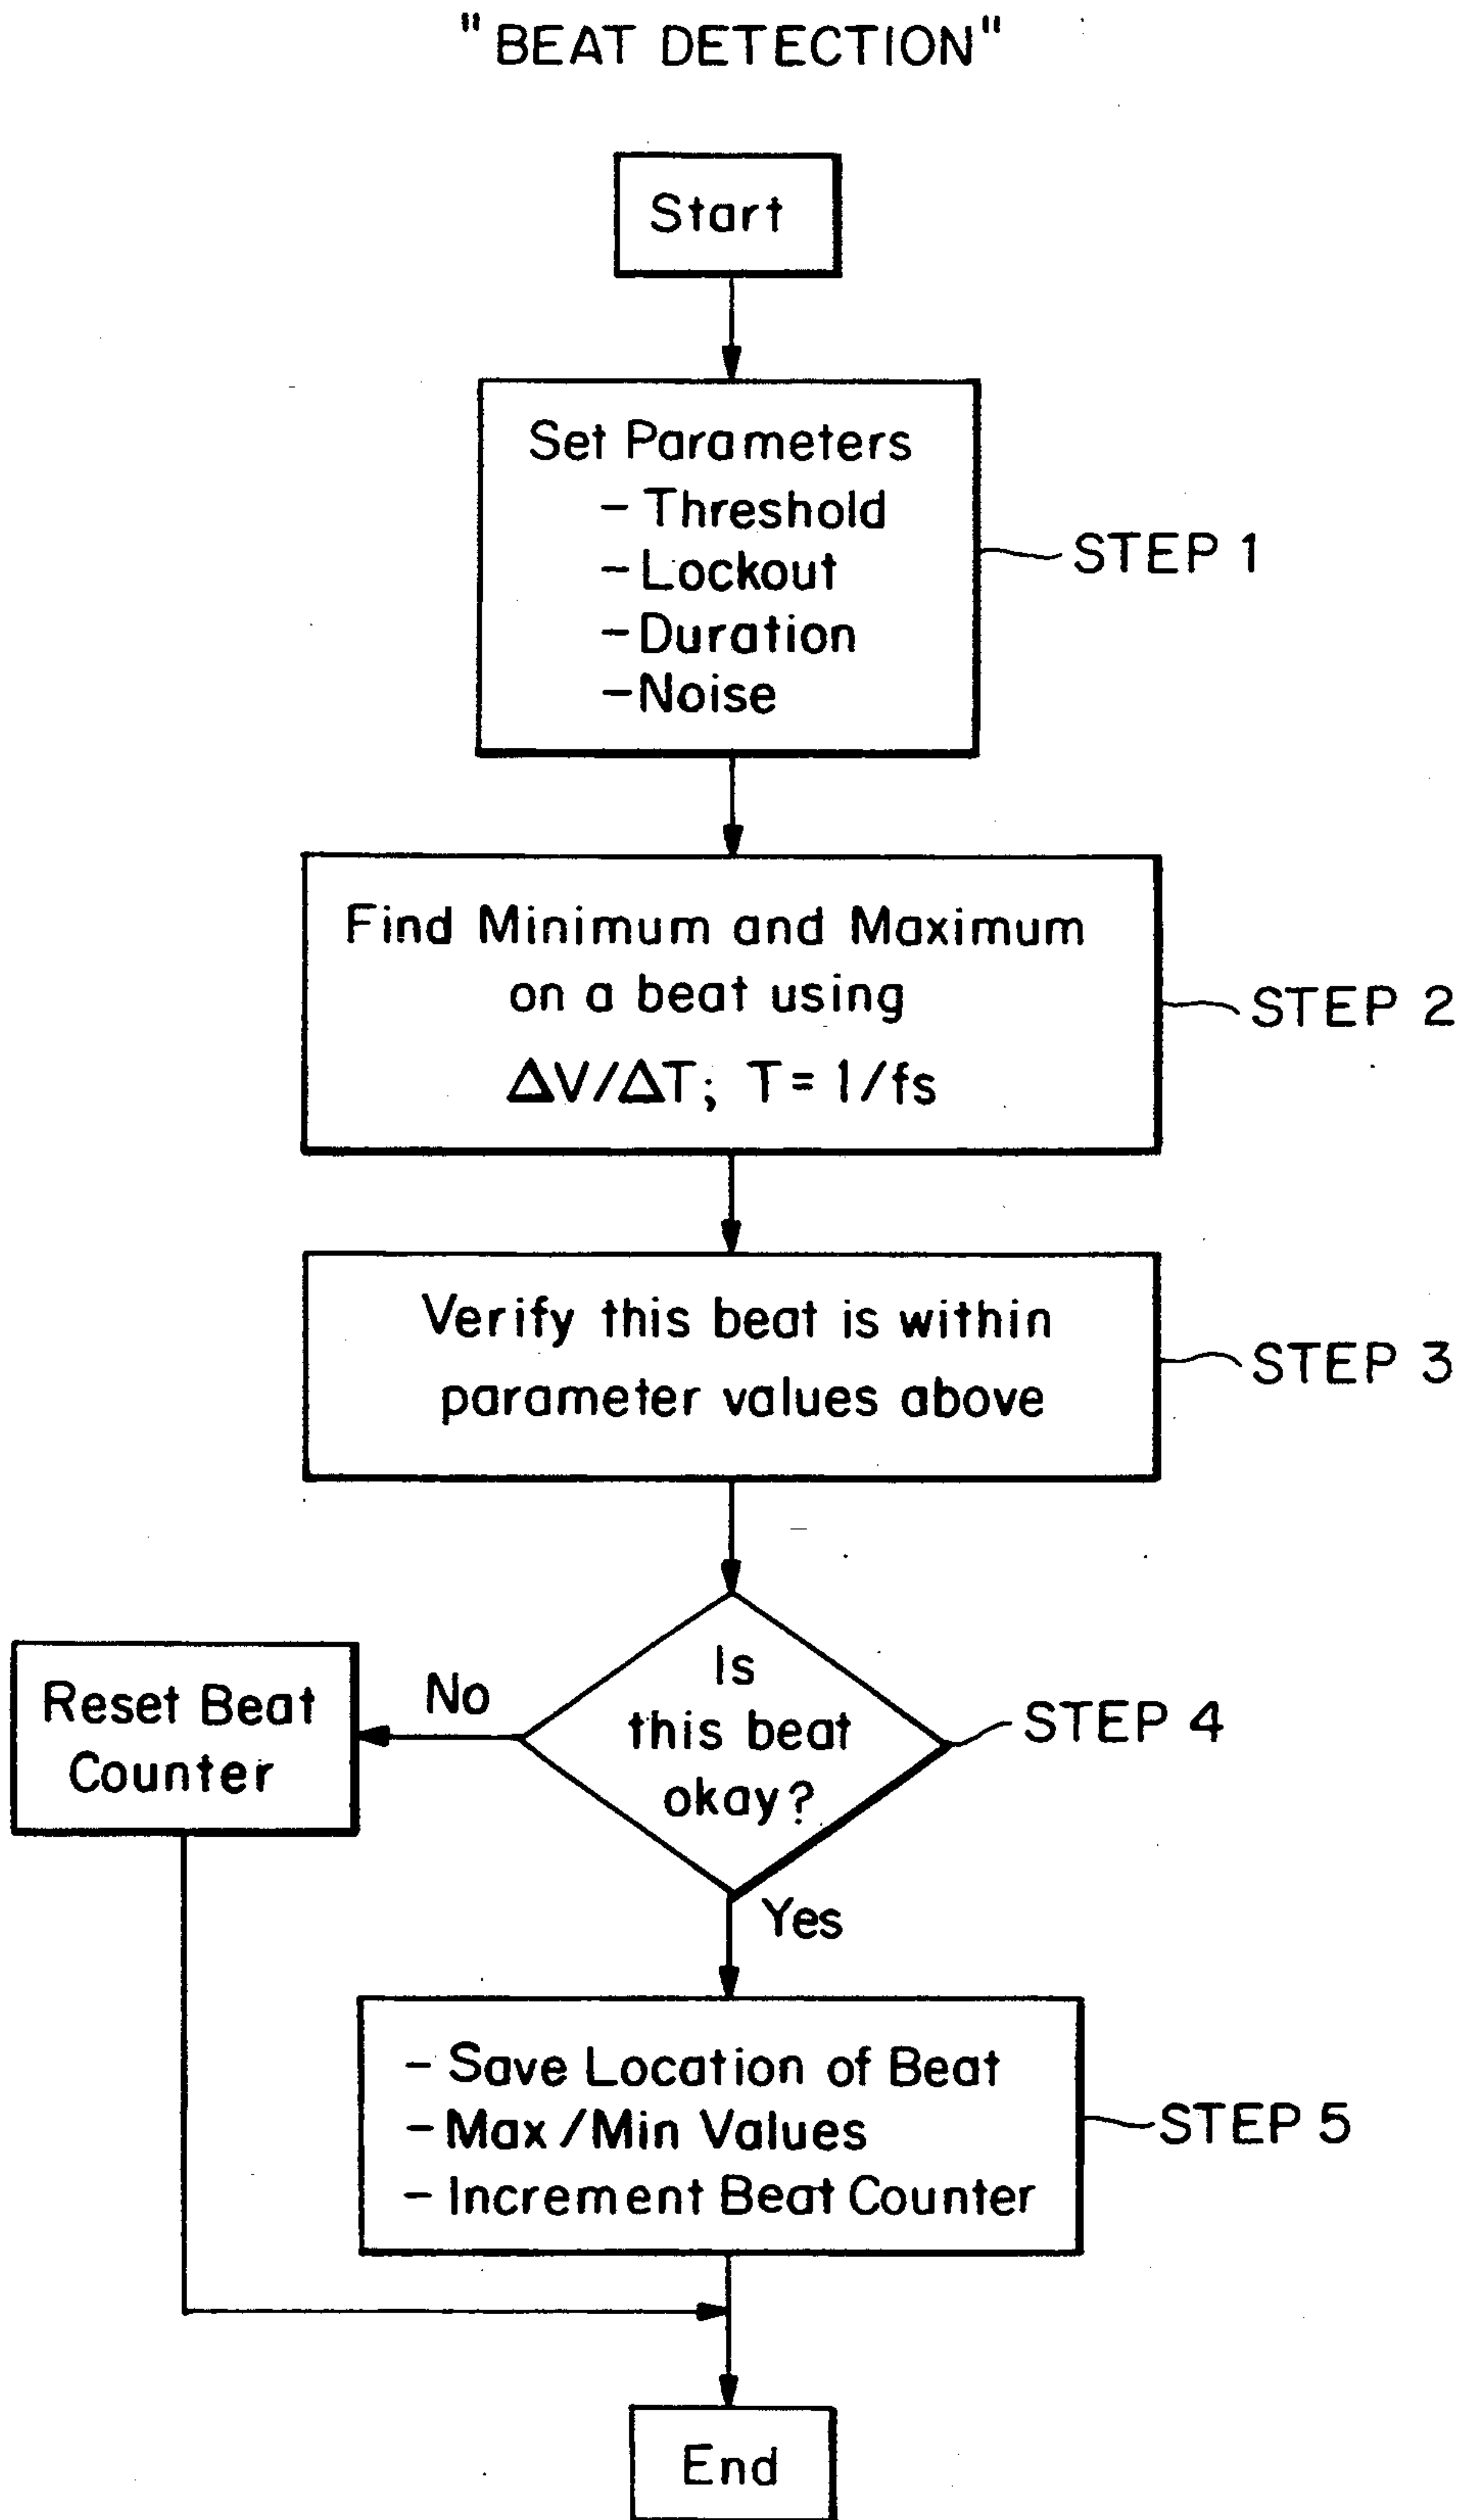 "BEAT DETECTION"
Start
Set Parameters
- Threshold
- Lockout
- Duration
- Noise
STEP 1
Find Minimum and Maximum
on a beat using
ΔV/ΔT; T = 1/fs
STEP 2
Verify this beat is within
parameter values above
STEP 3
Is
this beat
okay?
STEP 4
No
Reset Beat
Counter
Yes
- Save Location of Beat
- Max/Min Values
- Increment Beat Counter
STEP 5
End